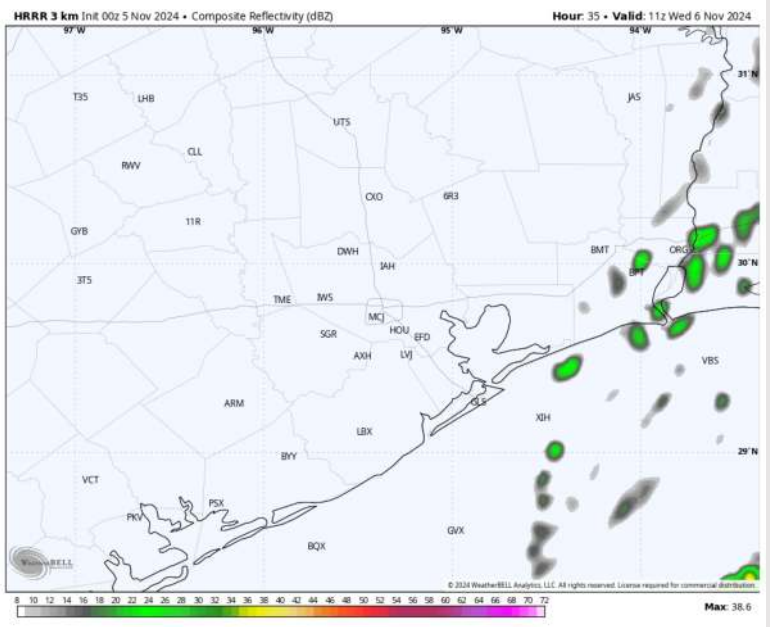 HRRR 3 km Init 00z 5 Nov 2024 • Composite Reflectivity (dBZ) Hour: 35 • Valid: 11z Wed 6 Nov 2024
97°W 96°W 95°W 94°W
31°N
T35 LHB JAS
UTS
CLL
RWV
CXO 6R3
11R
GYB
DWH BMT ORG
IAH 30°N
3T5 BPT
TME IWS
MCJ
SGR HOU EFD
AXH LVJ VBS
ARM GLS
XIH
LBX
BYY 29°N
VCT
PSX
PKV
GVX
BQX
WEATHERBELL
© 2024 WeatherBELL Analytics, LLC. All rights reserved. License required for commercial distribution.
8 10 12 14 16 18 20 22 24 26 28 30 32 34 36 38 40 42 44 46 48 50 52 54 56 58 60 62 64 66 68 70 72 Max: 38.6